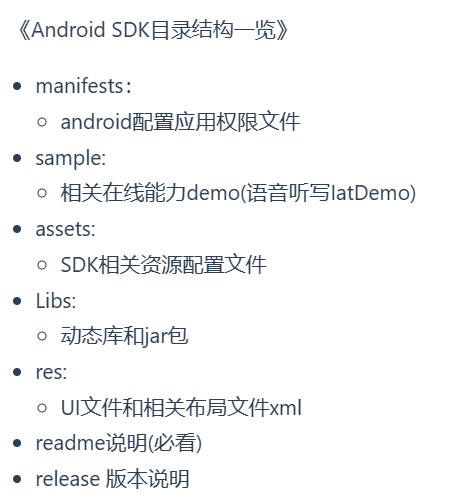 《Android SDK目录结构一览》
manifests：
android配置应用权限文件
sample:
相关在线能力demo(语音听写IatDemo)
assets:
SDK相关资源配置文件
Libs:
动态库和jar包
res:
UI文件和相关布局文件xml
readme说明(必看)
release 版本说明